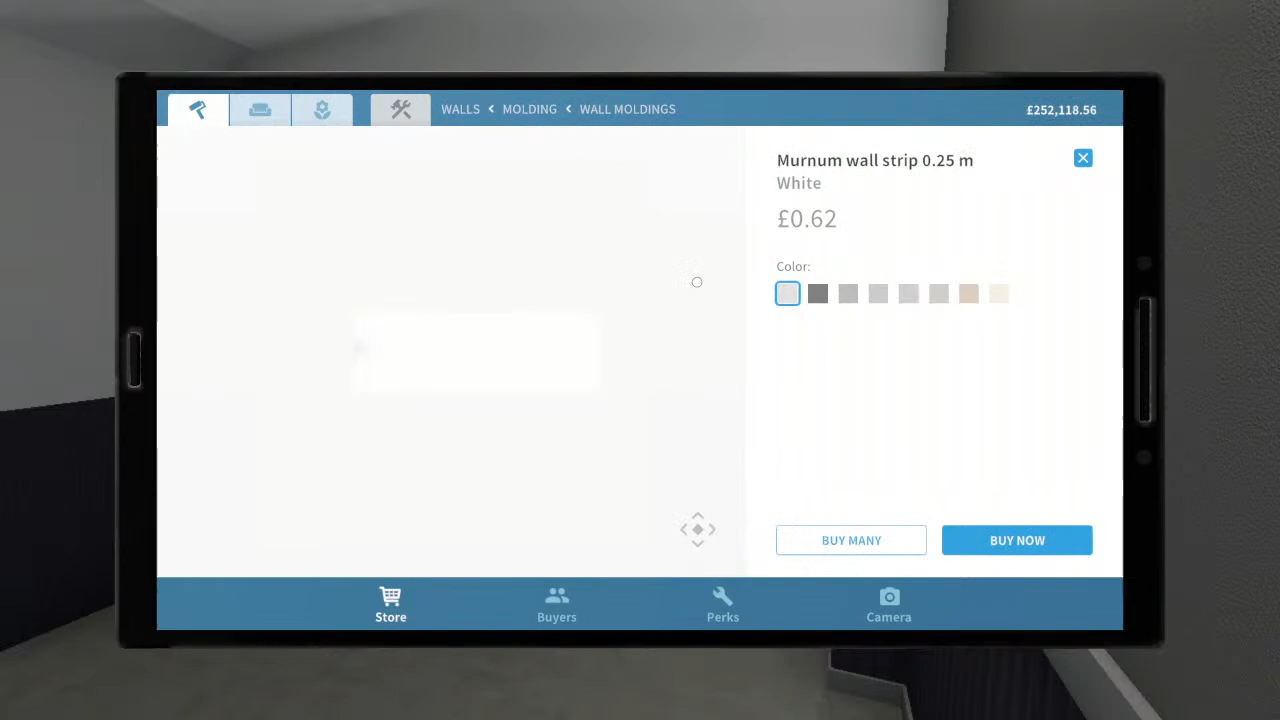 WALLS < MOLDING < WALL MOLDINGS
£252,118.56
Murnum wall strip 0.25 m
White
£0.62
Color:
BUY MANY
BUY NOW
Store
Buyers
Perks
Camera